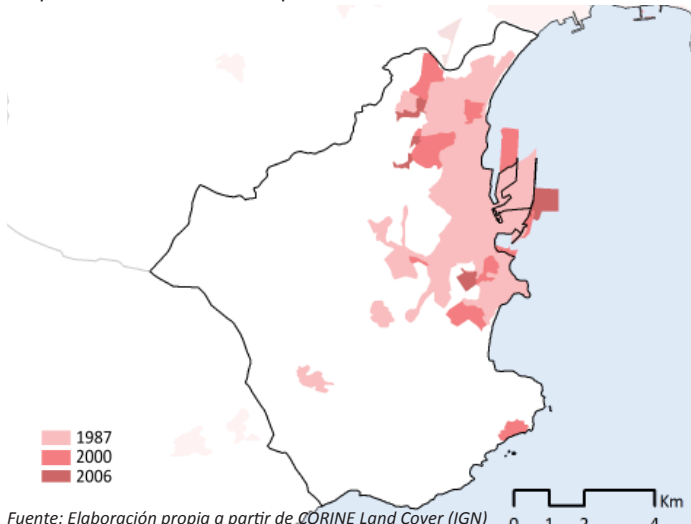 1987
2000
2006
Km
0 1 2 4
Fuente: Elaboración propia a partir de CORINE Land Cover (IGN)